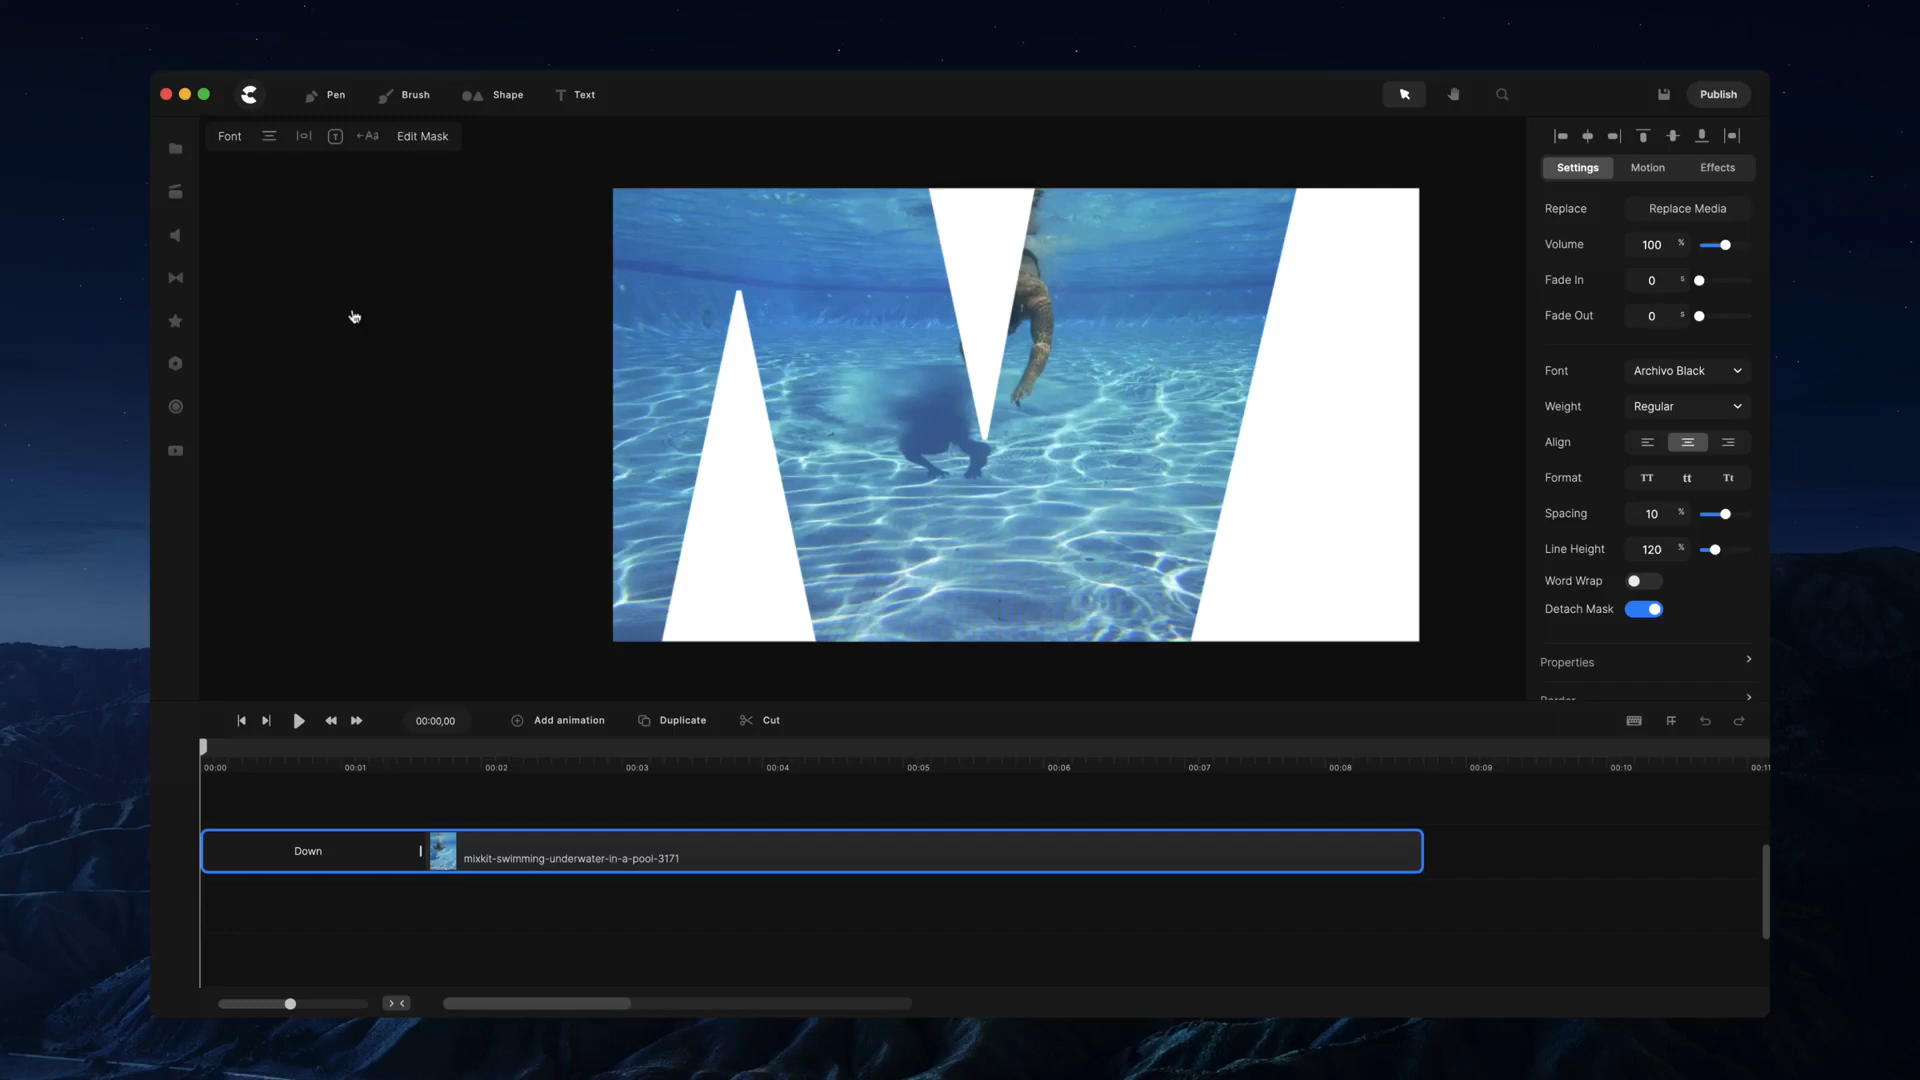 Pen Brush Shape Text Publish
Font Aa Edit Mask
Settings Motion Effects
Replace Replace Media
Volume 100 %
Fade In 0 s
Fade Out 0 s
Font Archivo Black
Weight Regular
Align
Format TT tt Tt
Spacing 10 %
Line Height 120 %
Word Wrap
Detach Mask
Properties
Border
00:00,00 Add animation Duplicate Cut
00:00 00:01 00:02 00:03 00:04 00:05 00:06 00:07 00:08 00:09 00:10 00:11
Down mixkit-swimming-underwater-in-a-pool-3171